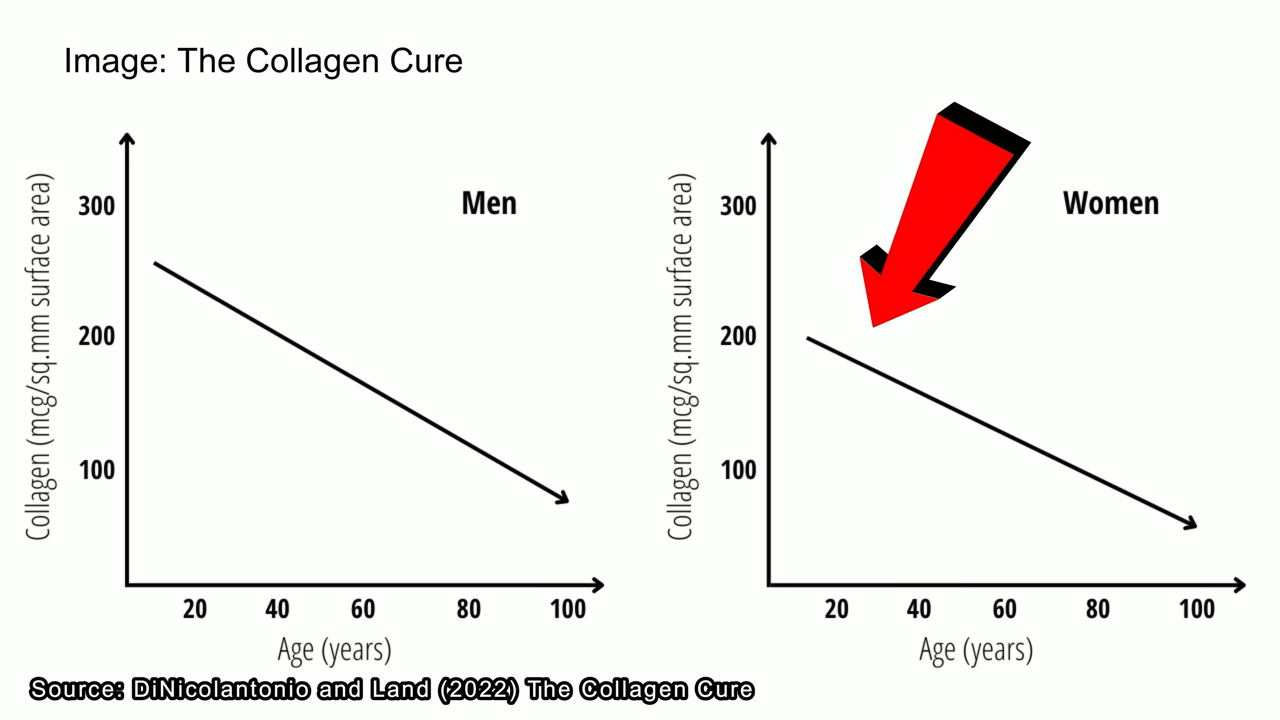 Image: The Collagen Cure
Men
Collagen (mcg/sq.mm surface area)
300
200
100
20 40 60 80 100
Age (years)
Women
Collagen (mcg/sq.mm surface area)
300
200
100
20 40 60 80 100
Age (years)
Source: DiNicolantonio and Land (2022) The Collagen Cure